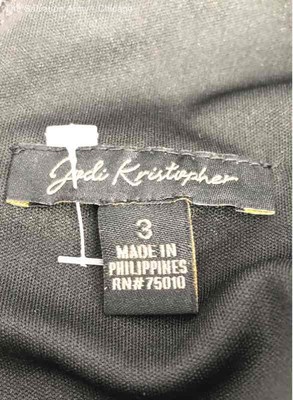 Jodi Kristopher
3
MADE IN
PHILIPPINES
RN#75010